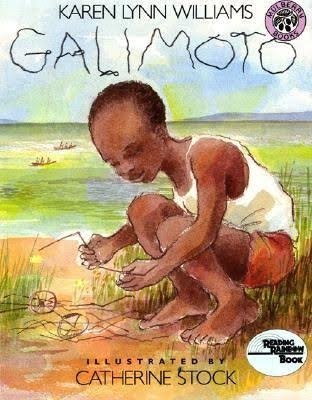 KAREN LYNN WILLIAMS
GALIMOTO
MULBERRY
BOOKS
ILLUSTRATED BY
CATHERINE STOCK
READING
RAINBOW
BOOK